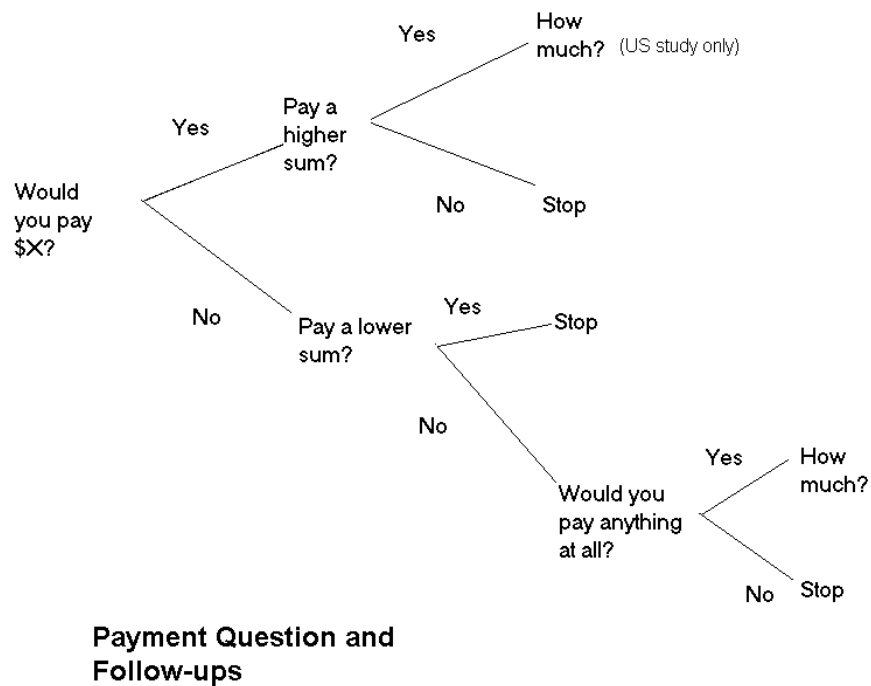 How
much? (US study only)
Yes
Pay a
higher
sum?
Yes
Would
you pay
$X?
No
Stop
No
Pay a lower
sum?
Yes
Stop
No
Would you
pay anything
at all?
Yes
How
much?
No
Stop
Payment Question and
Follow-ups